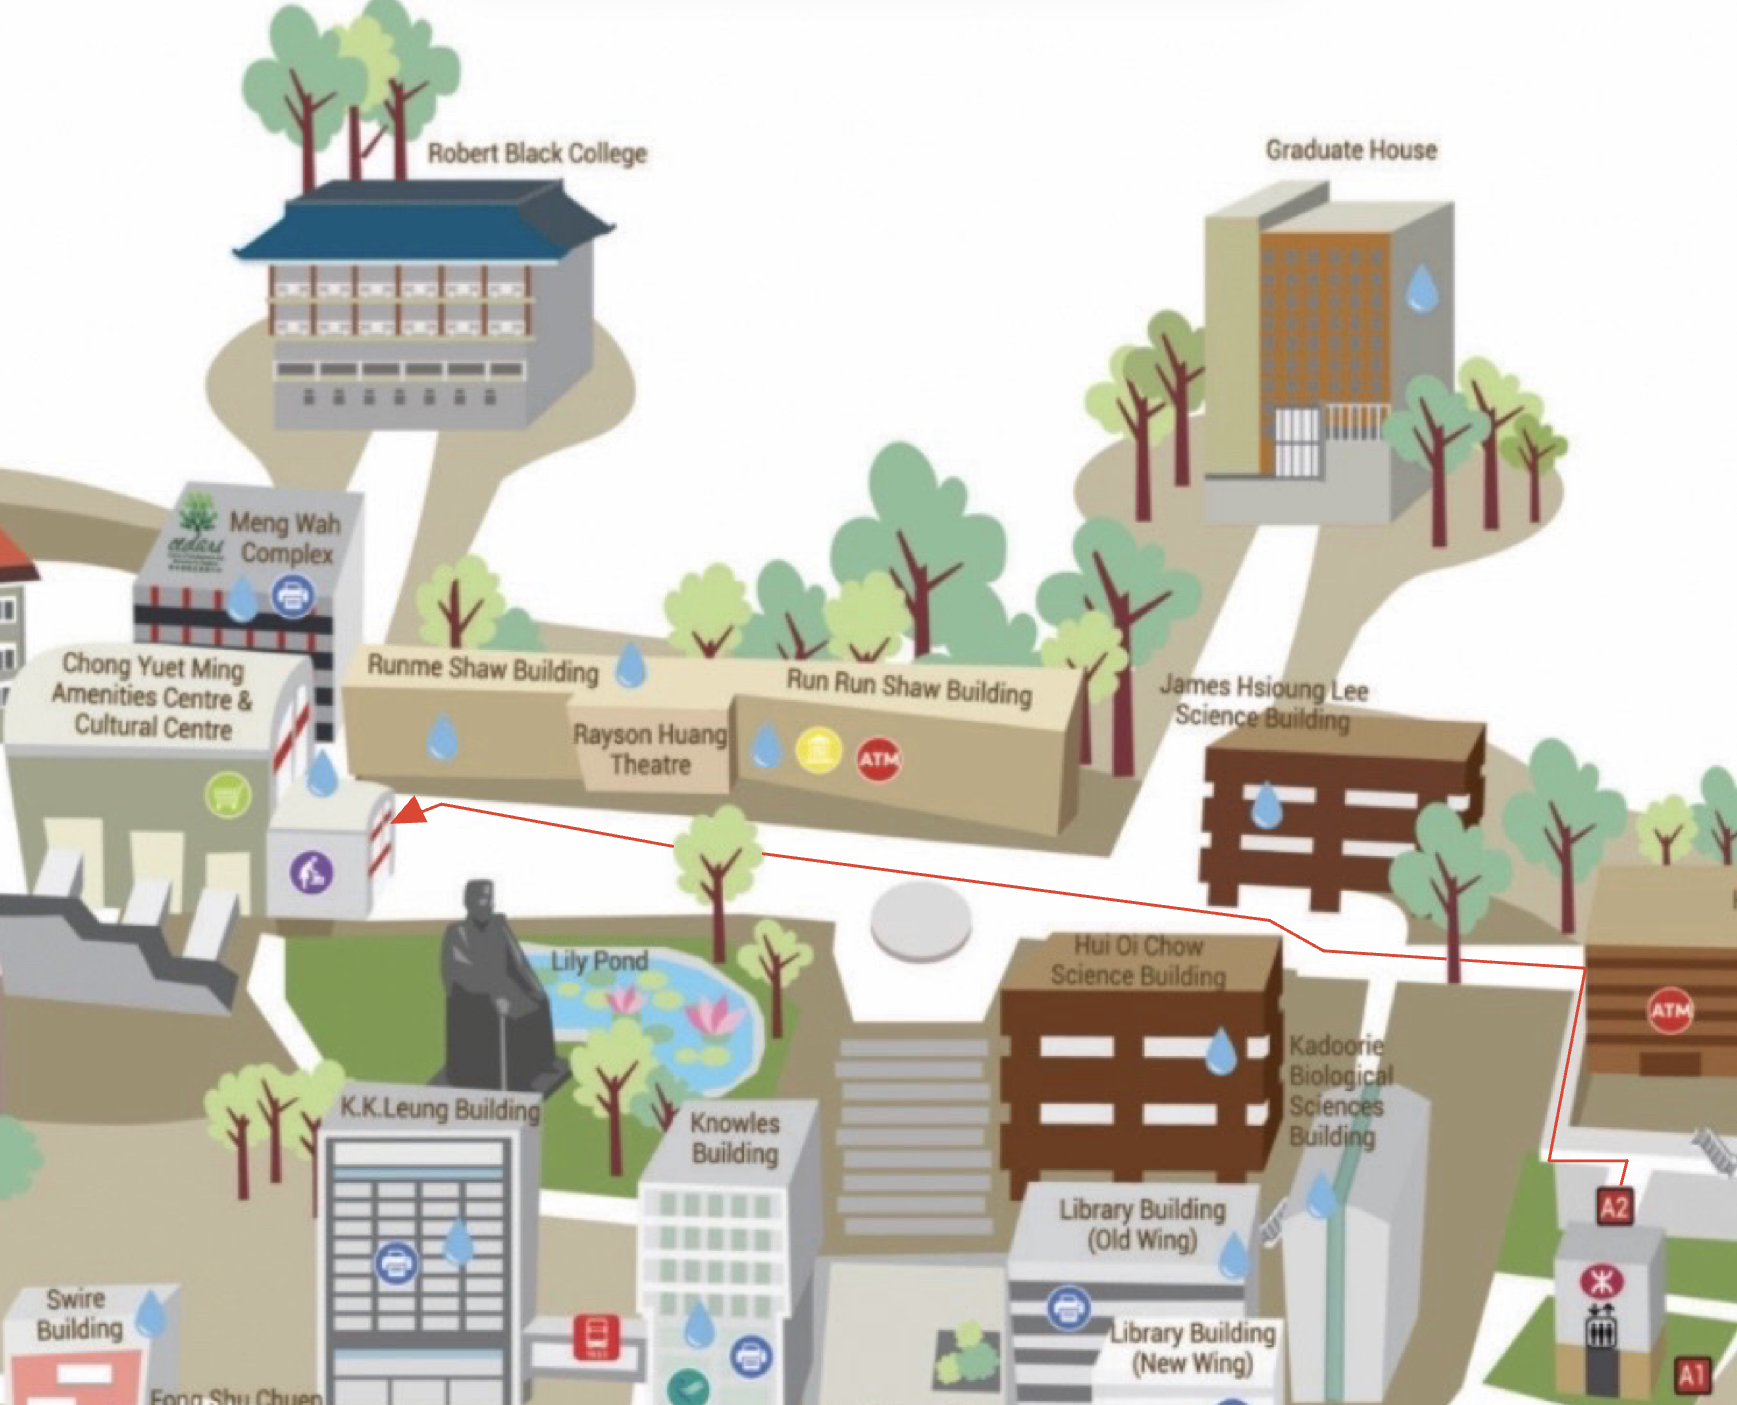 Robert Black College
Graduate House
Meng Wah
Complex
cedars
Chong Yuet Ming
Amenities Centre &
Cultural Centre
Runme Shaw Building
Run Run Shaw Building
Rayson Huang
Theatre
ATM
James Hsioung Lee
Science Building
Lily Pond
Hui Oi Chow
Science Building
ATM
Kadoorie
Biological
Sciences
Building
K.K.Leung Building
Knowles
Building
A2
Library Building
(Old Wing)
Swire
Building
Library Building
(New Wing)
A1
Fong Shu Chuen